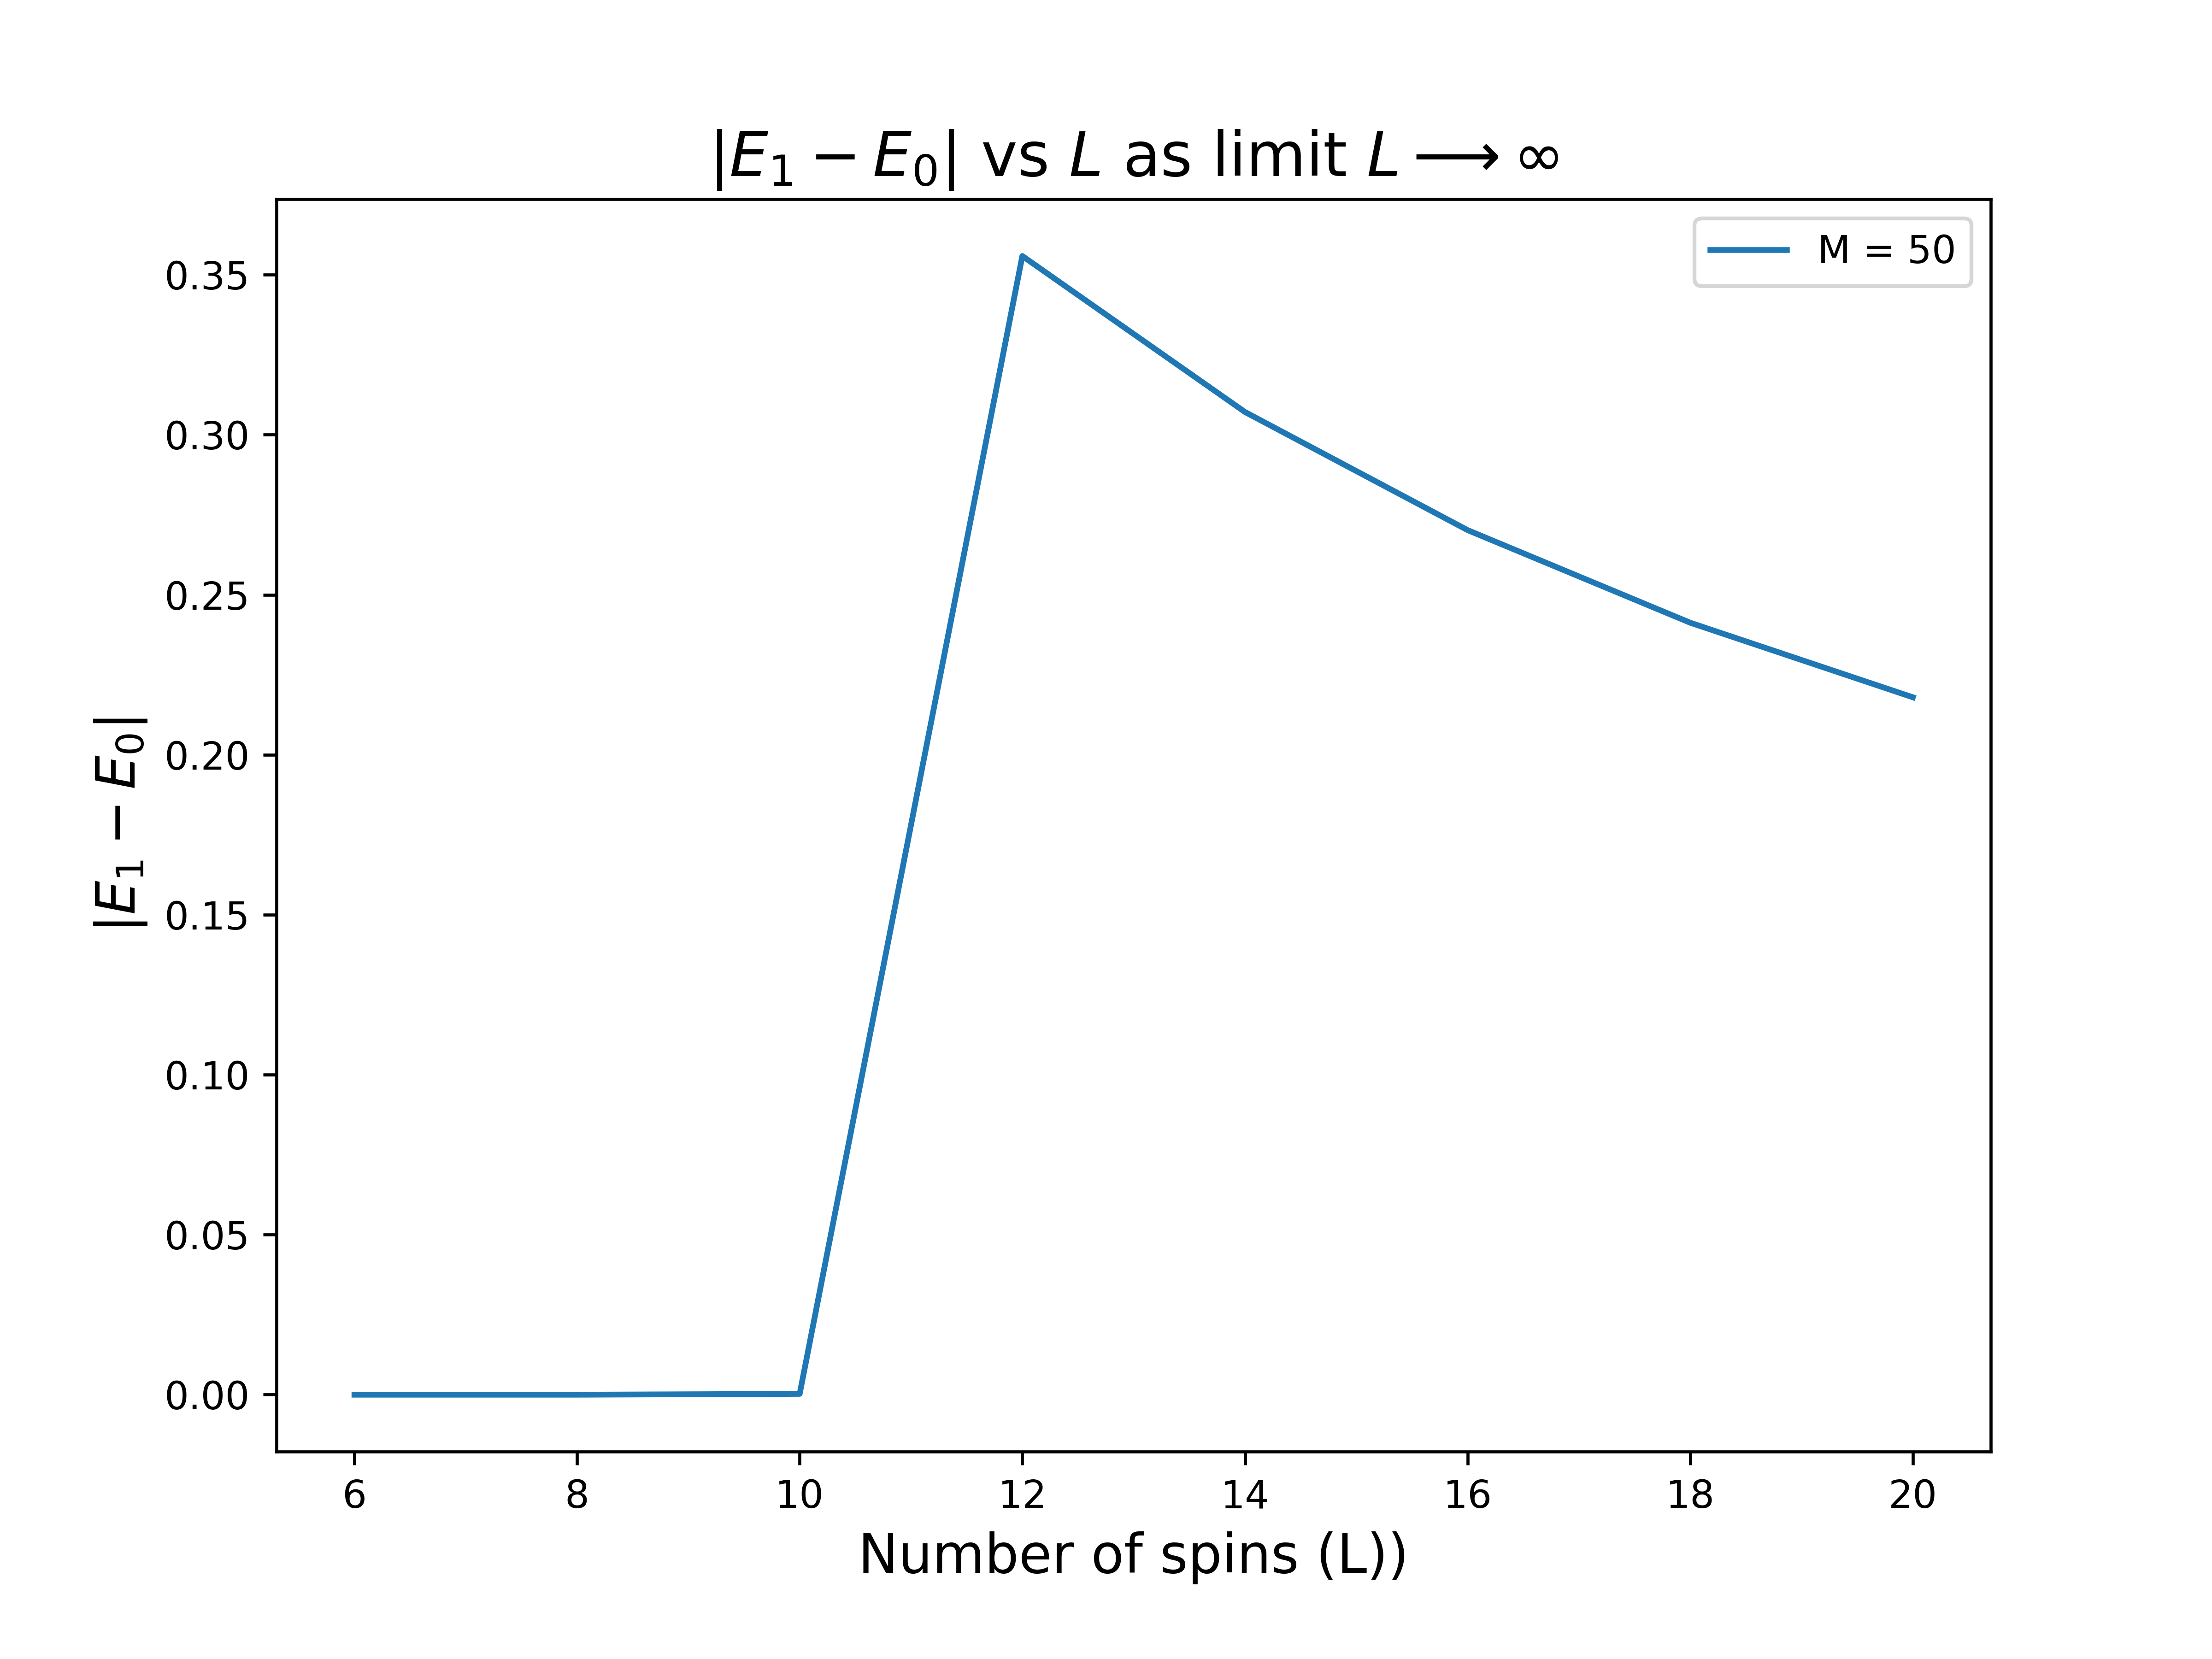 |E₁ − E₀| vs L as limit L ⟶ ∞
M = 50
|E₁ − E₀|
0.35
0.30
0.25
0.20
0.15
0.10
0.05
0.00
6 8 10 12 14 16 18 20
Number of spins (L))